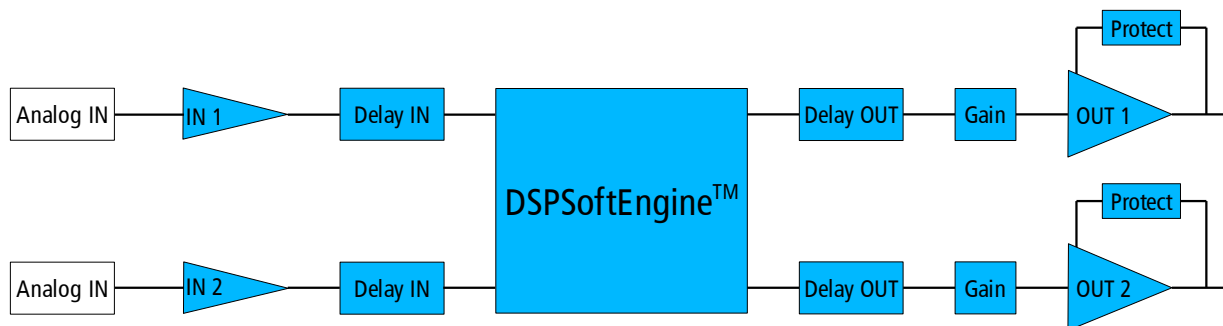 Protect
Analog IN
IN 1
Delay IN
Delay OUT
Gain
OUT 1
DSPSoftEngine™
Protect
Analog IN
IN 2
Delay IN
Delay OUT
Gain
OUT 2